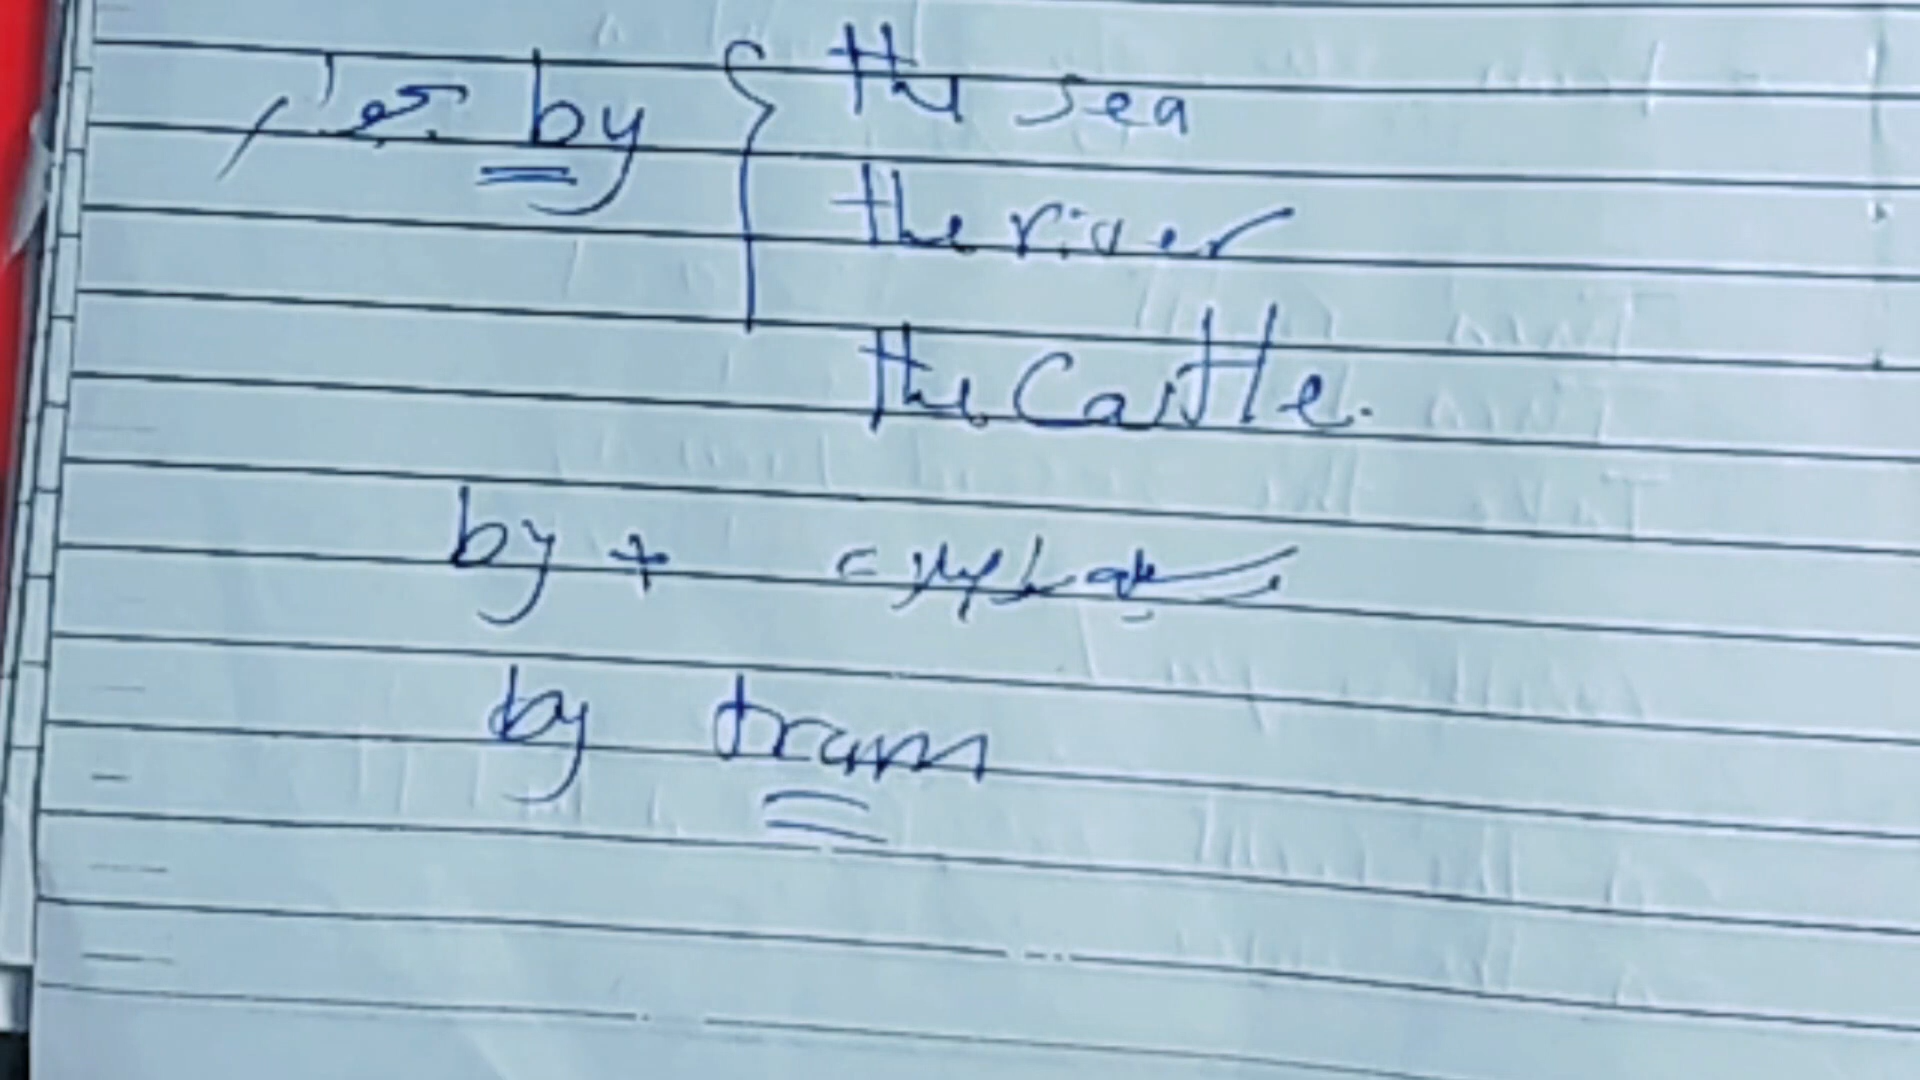 by { the sea
the river
the Castle.
by +
by tram